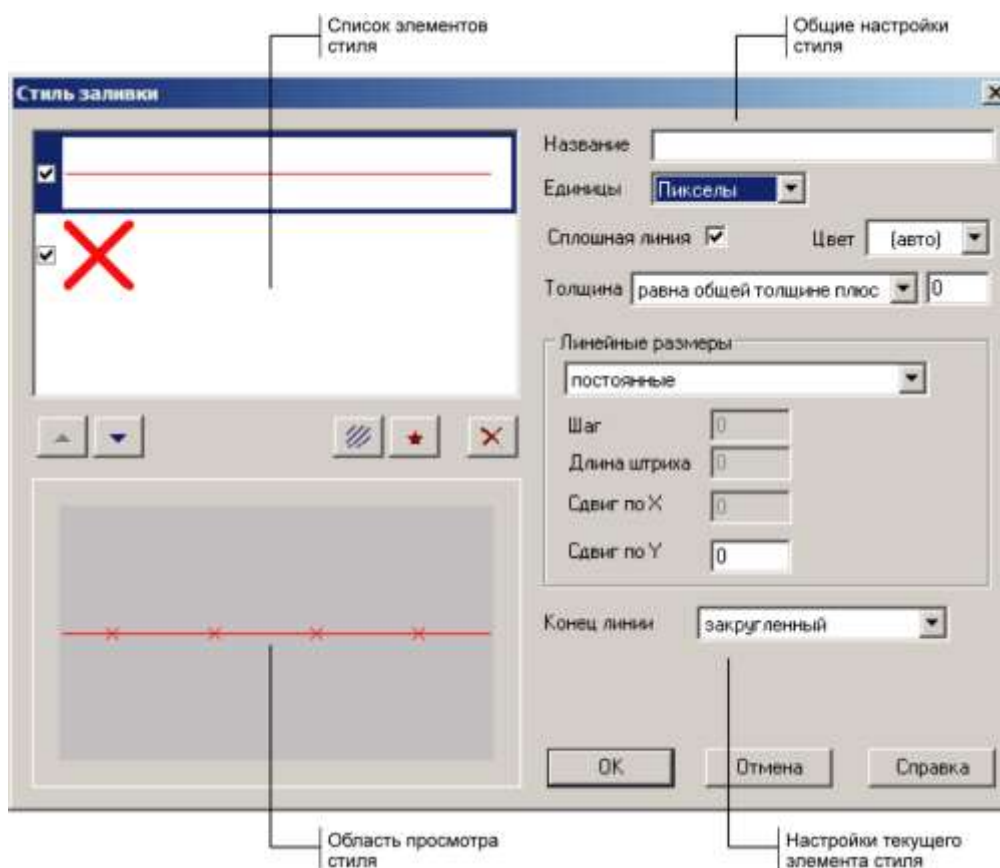 Список элементов
стиля
Общие настройки
стиля
Стиль заливки
Название
Единицы Пикселы
Сплошная линия Цвет (авто)
Толщина равна общей толщине плюс 0
Линейные размеры
постоянные
Шаг 0
Длина штриха 0
Сдвиг по X 0
Сдвиг по Y 0
Конец линии закругленный
OK Отмена Справка
Область просмотра
стиля
Настройки текущего
элемента стиля